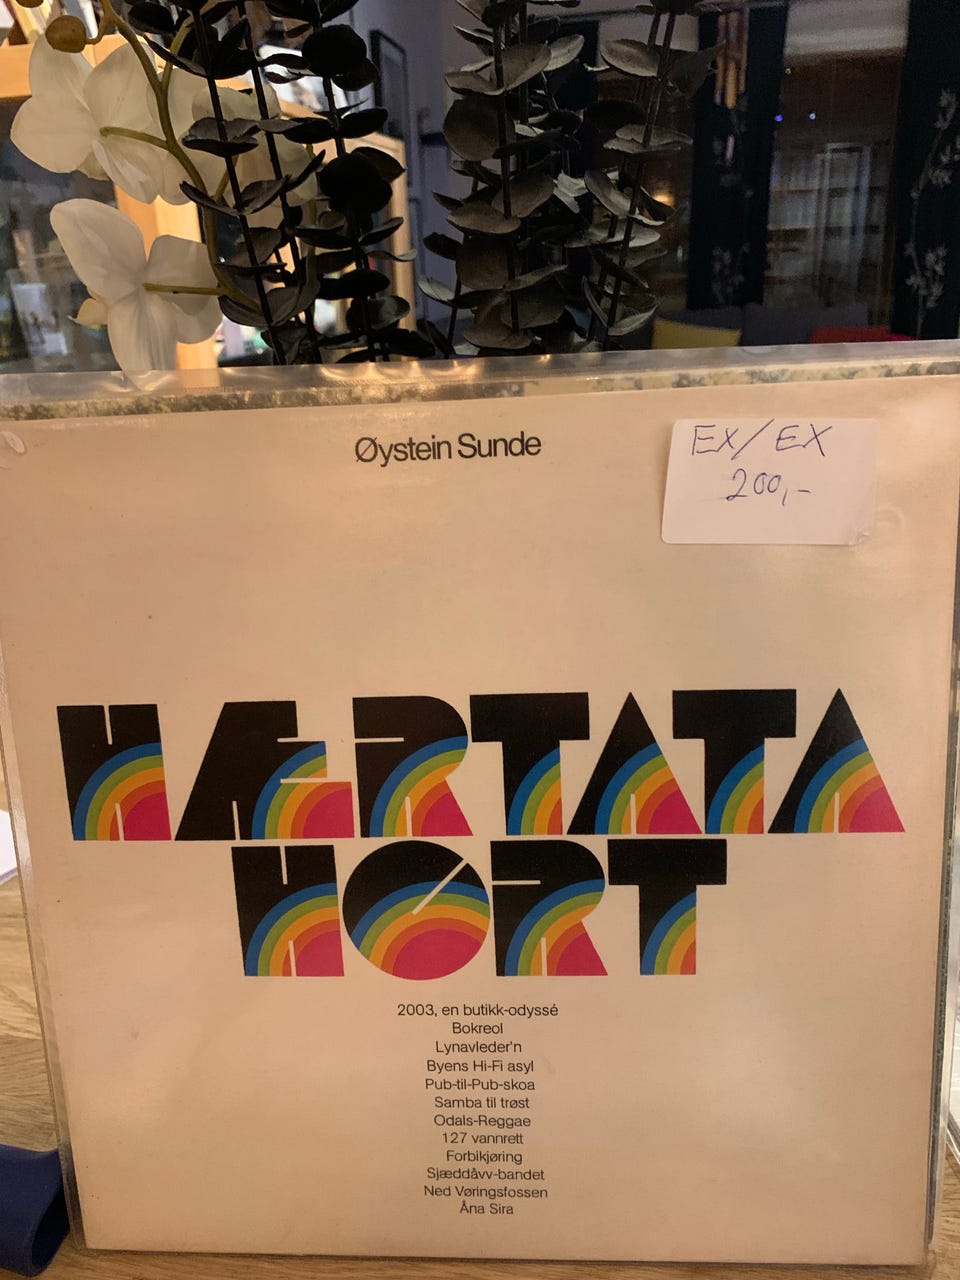 Øystein Sunde
EX/EX
200,-
HÆRTATA
HØRT
2003, en butikk-odyssé
Bokreol
Lynavleder'n
Byens Hi-Fi asyl
Pub-til-Pub-skoa
Samba til trøst
Odals-Reggae
127 vannrett
Forbikjøring
Sjæddåvv-bandet
Ned Vøringsfossen
Åna Sira